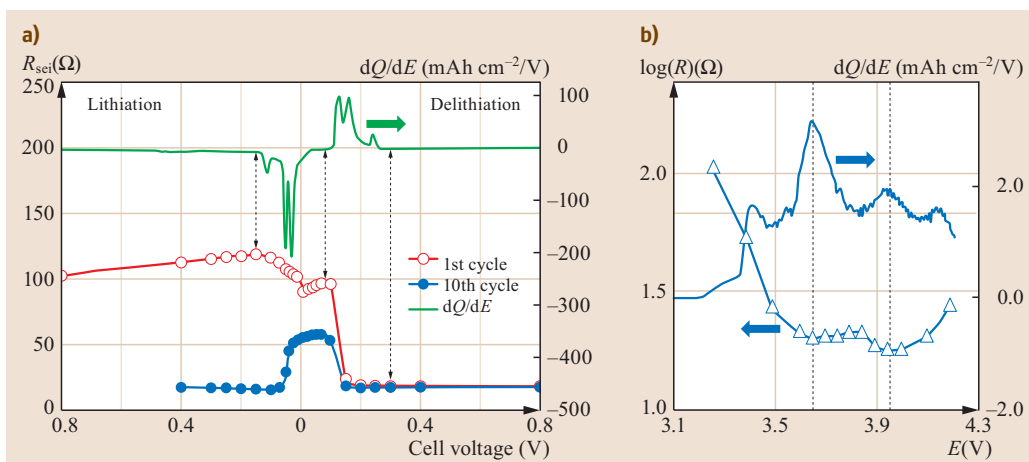 a)
R_sei(Ω)
dQ/dE (mAh cm⁻²/V)
250
200
150
100
50
0
Lithiation
Delithiation
100
0
−100
−200
−300
−350
−400
−450
−500
1st cycle
10th cycle
dQ/dE
0.8
0.4
0
0.4
0.8
Cell voltage (V)
b)
log(R)(Ω)
dQ/dE (mAh cm⁻²/V)
2.0
1.5
1.0
2.0
0.0
−2.0
3.1
3.5
3.9
4.3
E(V)